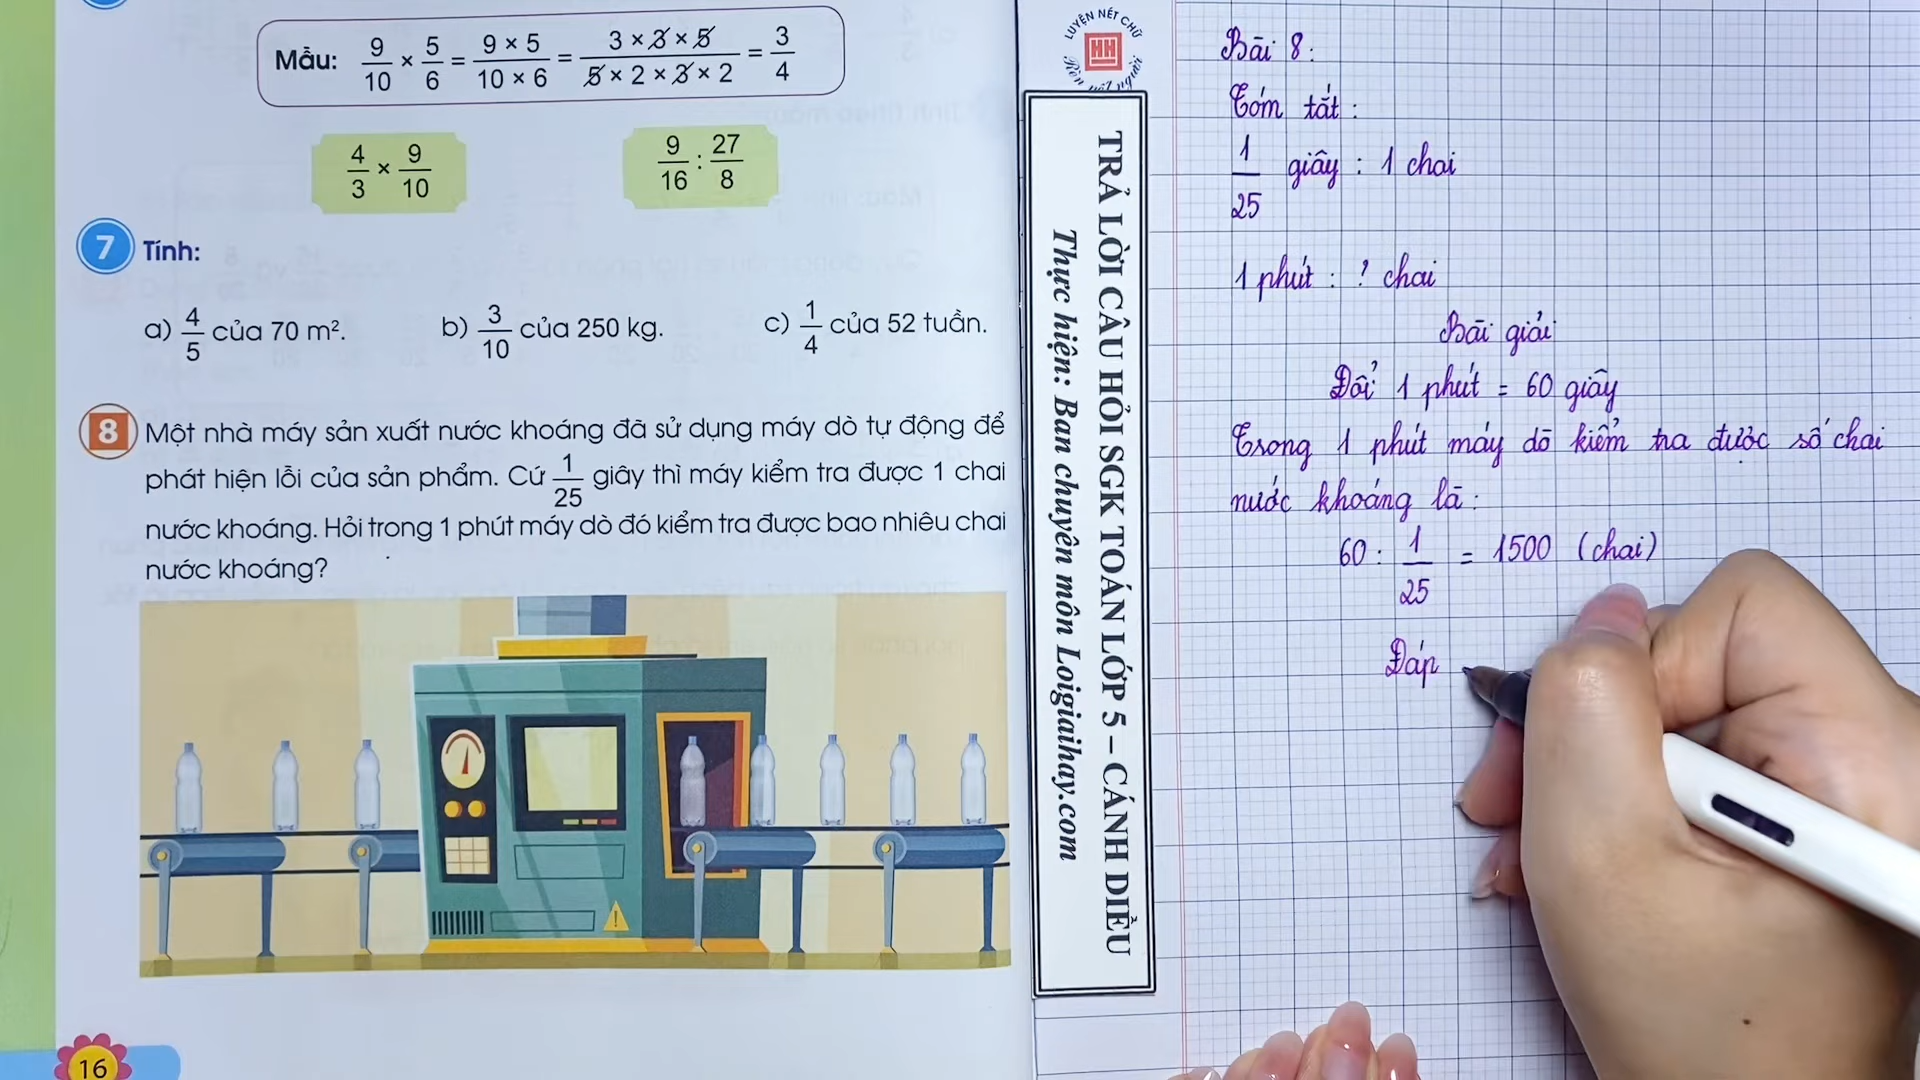 Mẫu: 9/10 × 5/6 = 9 × 5/10 × 6 = 3 × 3 × 5/5 × 2 × 3 × 2 = 3/4
4/3 × 9/10
9/16 : 27/8
7 Tính:
a) 4/5 của 70 m². b) 3/10 của 250 kg. c) 1/4 của 52 tuần.
8 Một nhà máy sản xuất nước khoáng đã sử dụng máy dò tự động để
phát hiện lỗi của sản phẩm. Cứ 1/25 giây thì máy kiểm tra được 1 chai
nước khoáng. Hỏi trong 1 phút máy dò đó kiểm tra được bao nhiêu chai
nước khoáng?
16
LUYỆN NÉT CHỮ
HH
Rèn nết người
TRẢ LỜI CÂU HỎI SGK TOÁN LỚP 5 – CÁNH DIỀU
Thực hiện: Ban chuyên môn Loigiaihay.com
Bài 8:
Tóm tắt:
1/25 giây : 1 chai
1 phút : ? chai
Bài giải
Đổi 1 phút = 60 giây
Trong 1 phút máy dò kiểm tra được số chai
nước khoáng là:
60 : 1/25 = 1500 (chai)
Đáp